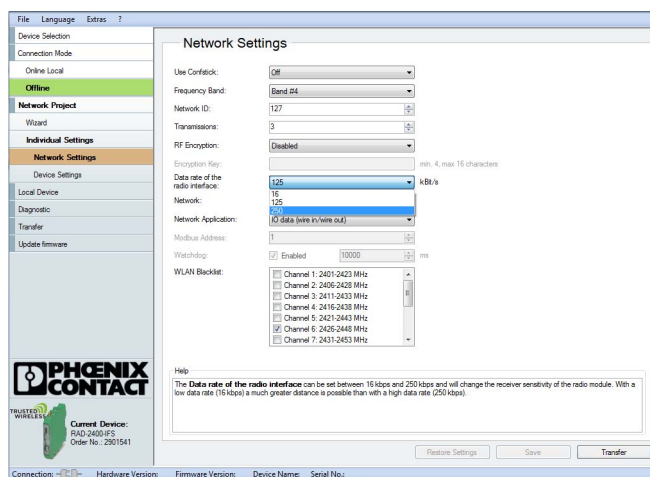 File Language Extras ?
Device Selection
Connection Mode
Online Local
Offline
Network Project
Wizard
Individual Settings
Network Settings
Device Settings
Local Device
Diagnostic
Transfer
Update firmware
PHOENIX
CONTACT
TRUSTED
WIRELESS
Current Device:
RAD-2400-IFS
Order No.: 2901541
Network Settings
Use Confstick: Off
Frequency Band: Band #4
Network ID: 127
Transmissions: 3
RF Encryption: Disabled
Encryption Key: min. 4, max 16 characters
Data rate of the
radio interface: 125 kBit/s
16
Network: 125
250
Network Application: IO data (wire in/wire out)
Modbus Address: 1
Watchdog: Enabled 10000 ms
WLAN Blacklist:
Channel 1: 2401-2423 MHz
Channel 2: 2406-2428 MHz
Channel 3: 2411-2433 MHz
Channel 4: 2416-2438 MHz
Channel 5: 2421-2443 MHz
Channel 6: 2426-2448 MHz
Channel 7: 2431-2453 MHz
Help
The Data rate of the radio interface can be set between 16 kbps and 250 kbps and will change the receiver sensitivity of the radio module. With a
low data rate (16 kbps) a much greater distance is possible than with a high data rate (250 kbps).
Restore Settings Save Transfer
Connection: Hardware Version: Firmware Version: Device Name: Serial No.: